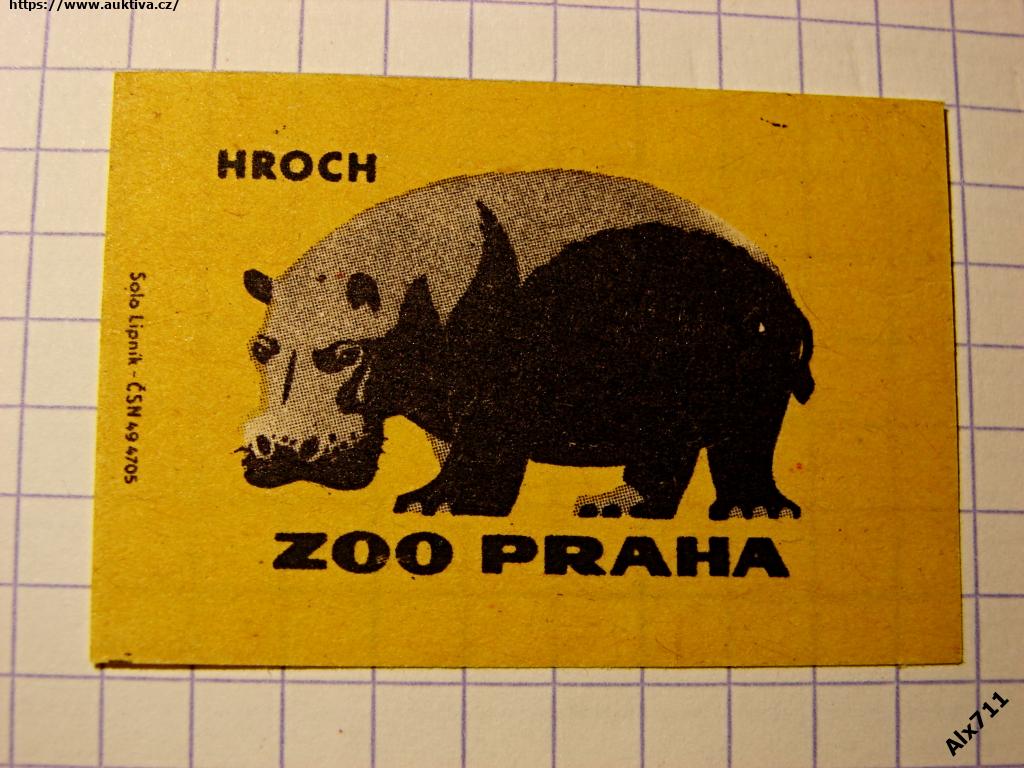 https://www.auktiva.cz/
HROCH
Solo Lipník - ČSN 49 4705
ZOO PRAHA
Alx711